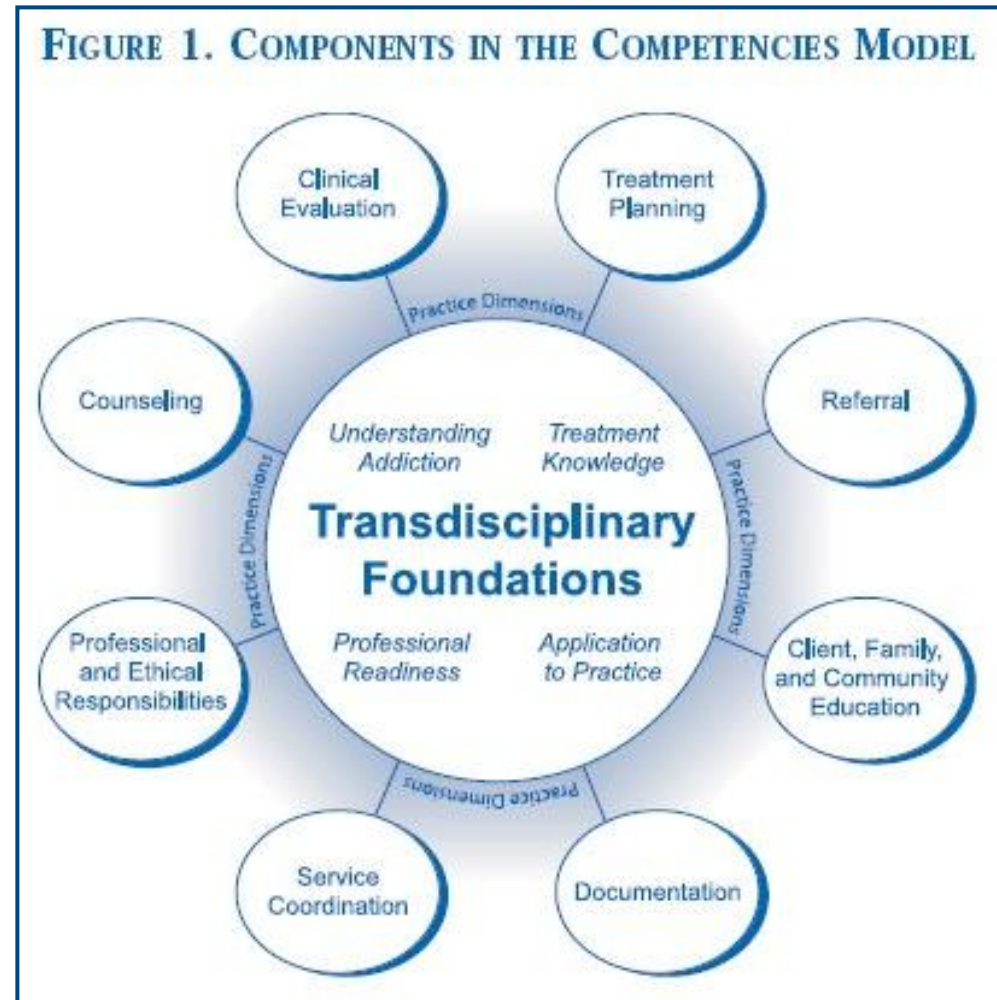 FIGURE 1. COMPONENTS IN THE COMPETENCIES MODEL
Clinical
Evaluation
Treatment
Planning
Practice Dimensions
Counseling
Referral
Understanding
Addiction
Treatment
Knowledge
Practice Dimensions
Practice Dimensions
Transdisciplinary
Foundations
Professional
and Ethical
Responsibilities
Professional
Readiness
Application
to Practice
Client, Family,
and Community
Education
Practice Dimensions
Service
Coordination
Documentation